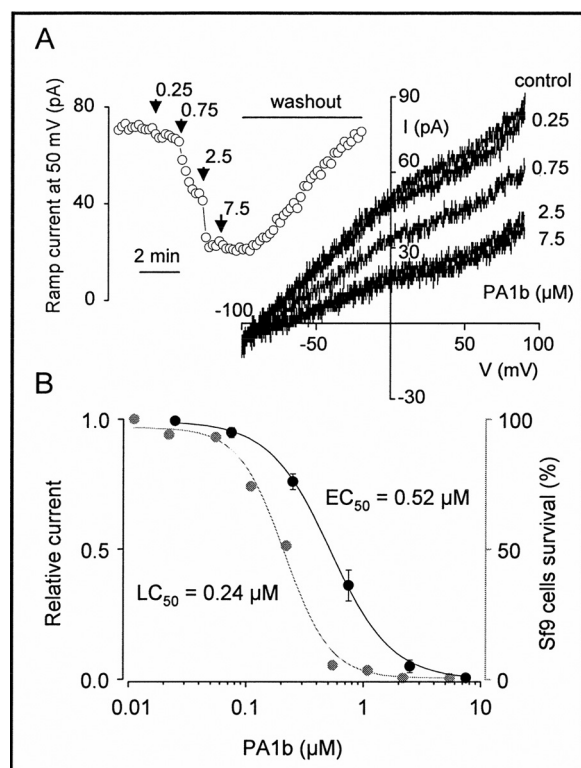 A
control
80
0.25
0.75
washout
90
I (pA)
0.25
60
0.75
2.5
40
7.5
2.5
30
7.5
2 min
0
-100
PA1b (µM)
-50
50
100
V (mV)
-30
Ramp current at 50 mV (pA)
B
1.0
100
EC50 = 0.52 µM
0.5
50
LC50 = 0.24 µM
0.0
0
0.01
0.1
1
10
PA1b (µM)
Relative current
Sf9 cells survival (%)